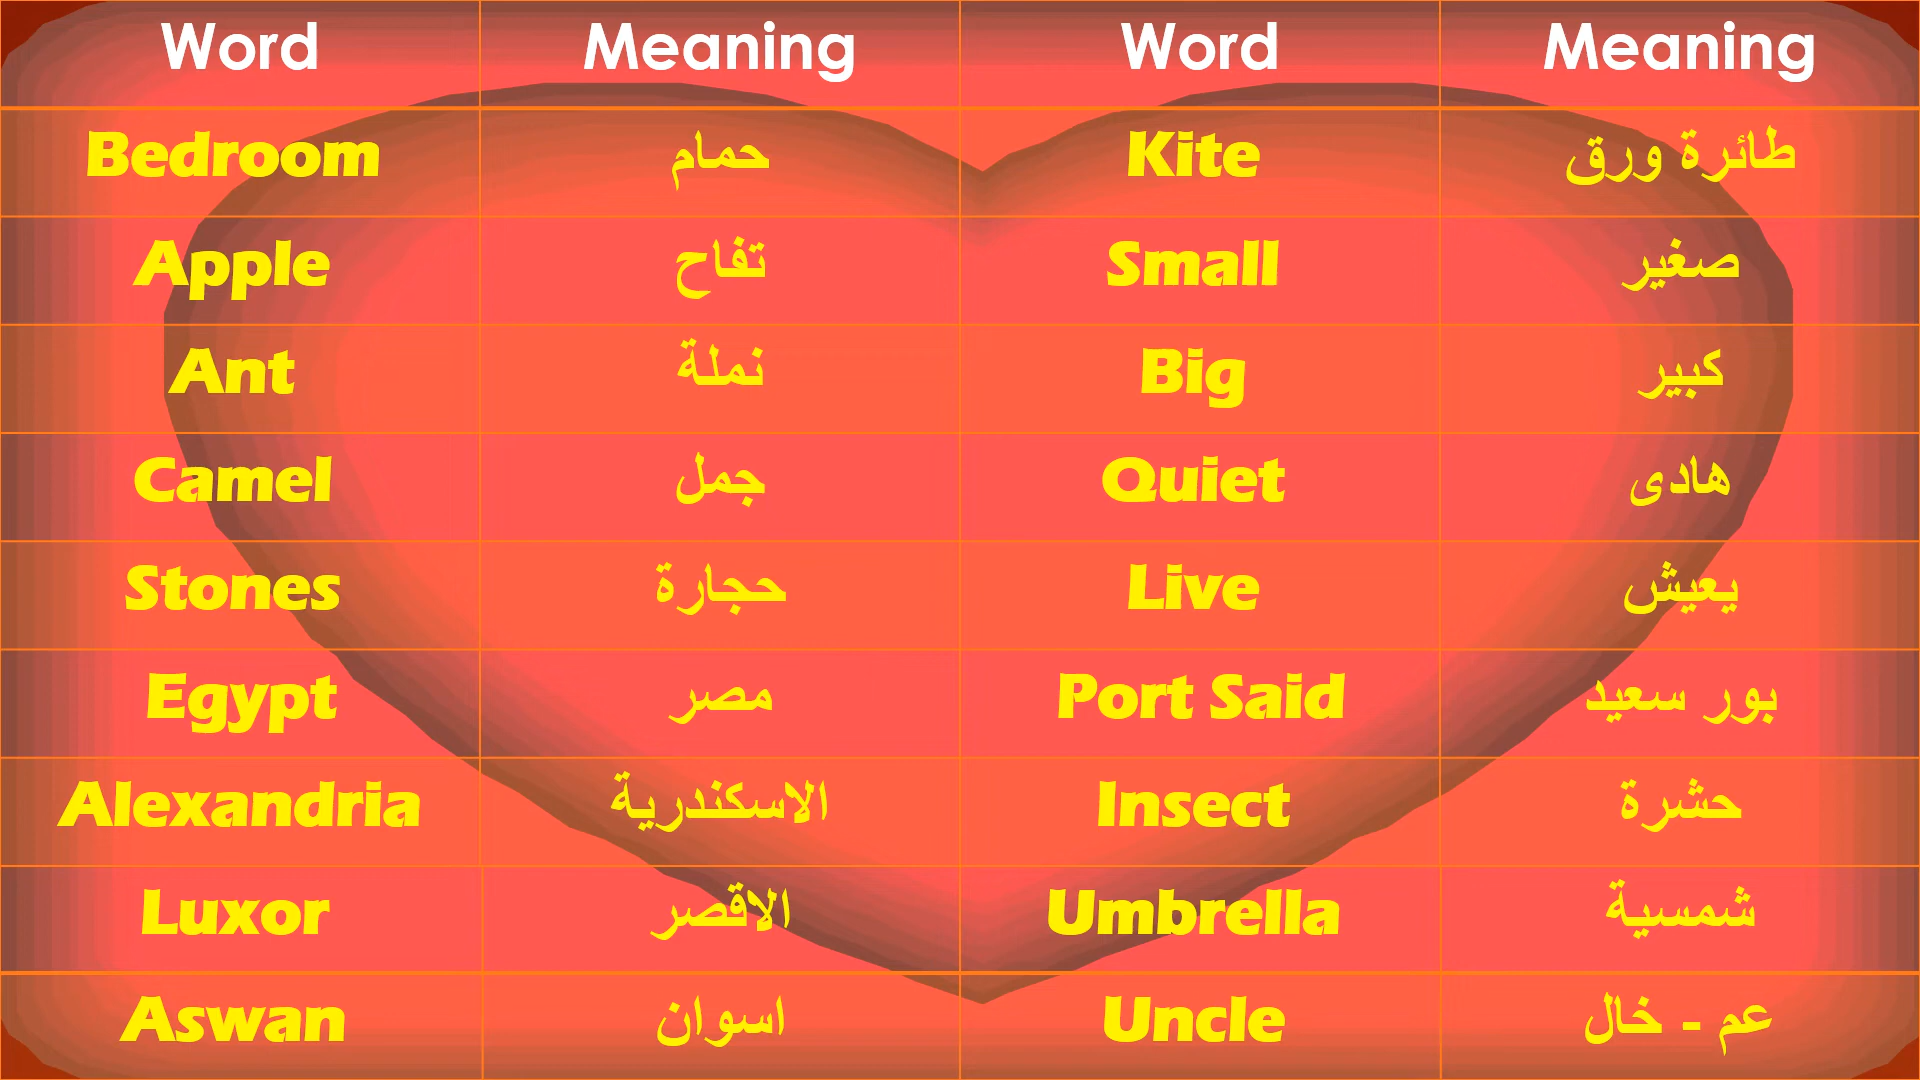 Word Meaning Word Meaning
Bedroom حمام Kite طائرة ورق
Apple تفاح Small صغير
Ant نملة Big كبير
Camel جمل Quiet هادى
Stones حجارة Live يعيش
Egypt مصر Port Said بور سعيد
Alexandria الاسكندرية Insect حشرة
Luxor الاقصر Umbrella شمسية
Aswan اسوان Uncle عم - خال